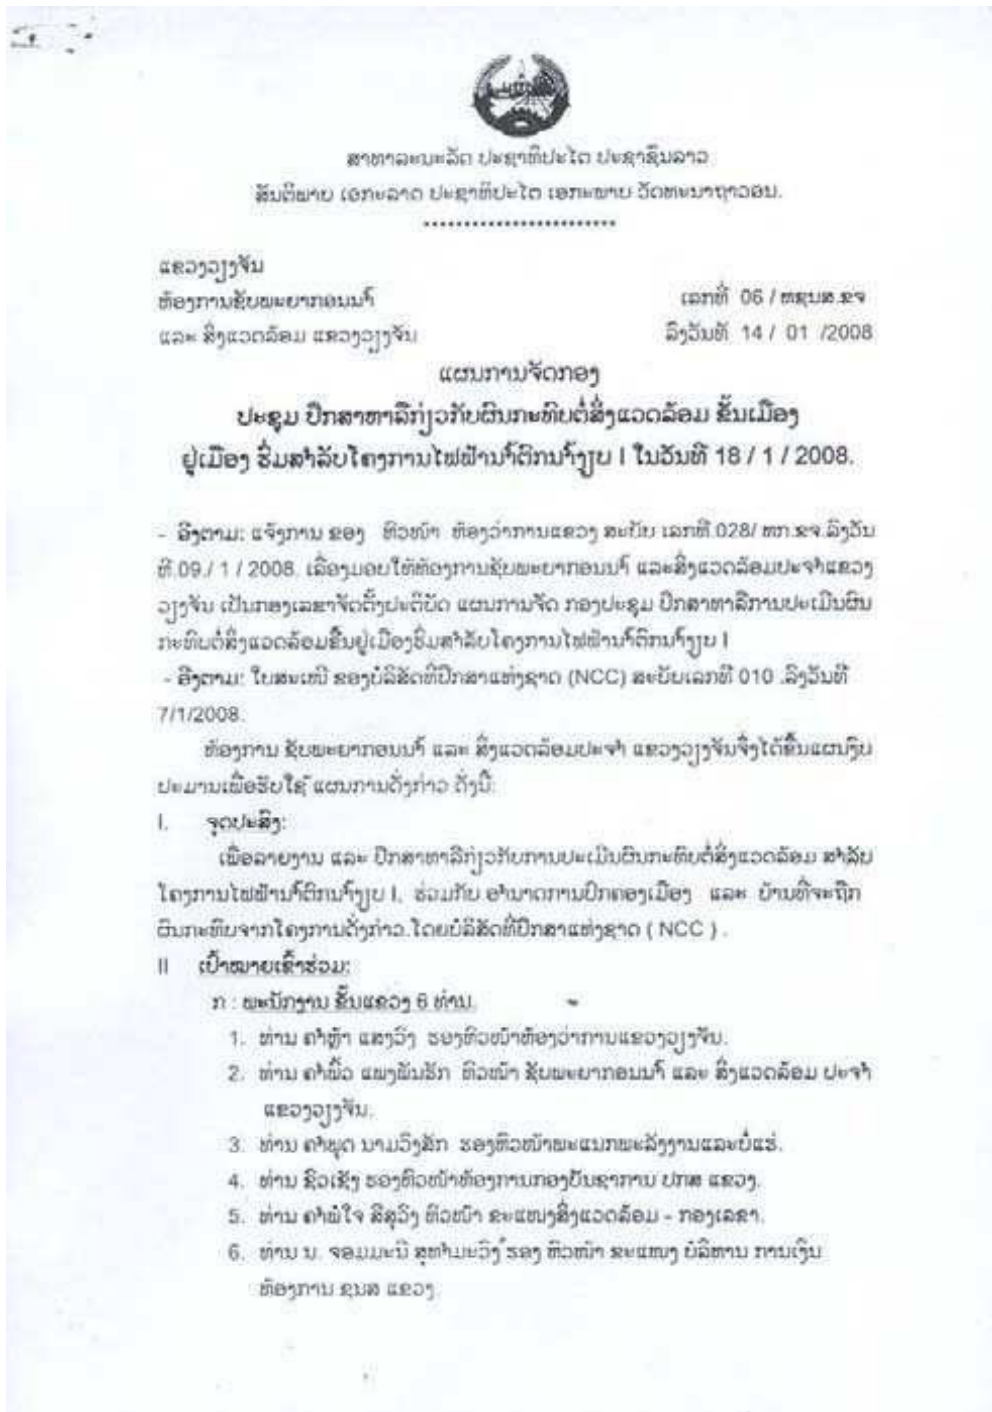 ສາທາລະນະລັດ ປະຊາທິປະໄຕ ປະຊາຊົນລາວ
ສັນຕິພາບ ເອກະລາດ ປະຊາທິປະໄຕ ເອກະພາບ ວັດທະນາຖາວອນ.
************************
ແຂວງວຽງຈັນ
ຫ້ອງການຊັບພະຍາກອນນ້ຳ ເລກທີ່ 06 / ຫຊນສ.ຂຈ
ແລະ ສິ່ງແວດລ້ອມ ແຂວງວຽງຈັນ ລົງວັນທີ 14 / 01 /2008
ແຜນການຈັດກອງ
ປະຊຸມ ປຶກສາຫາລືກ່ຽວກັບຜົນກະທົບຕໍ່ສິ່ງແວດລ້ອມ ຂັ້ນເມືອງ
ຢູ່ເມືອງ ຮົ່ມສຳລັບໂຄງການໄຟຟ້ານ້ຳຕົກນ້ຳງຽບ I ໃນວັນທີ 18 / 1 / 2008.
- ອີງຕາມ: ແຈ້ງການ ຂອງ ຫົວໜ້າ ຫ້ອງວ່າການແຂວງ ສະບັບ ເລກທີ.028/ ຫກ.ຂຈ.ລົງວັນ
ທີ.09./ 1 / 2008. ເລື່ອງມອບໃຫ້ຫ້ອງການຊັບພະຍາກອນນ້ຳ ແລະສິ່ງແວດລ້ອມປະຈຳແຂວງ
ວຽງຈັນ ເປັນກອງເລຂາຈັດຕັ້ງປະຕິບັດ ແຜນການຈັດ ກອງປະຊຸມ ປຶກສາຫາລືການປະເມີນຜົນ
ກະທົບຕໍ່ສິ່ງແວດລ້ອມຂຶ້ນຢູ່ເມືອງຮົ່ມສຳລັບໂຄງການໄຟຟ້ານ້ຳຕົກນ້ຳງຽບ I
- ອີງຕາມ: ໃບສະເໜີ ຂອງບໍລິສັດທີ່ປຶກສາແຫ່ງຊາດ (NCC) ສະບັບເລກທີ 010 .ລົງວັນທີ
7/1/2008.
ຫ້ອງການ ຊັບພະຍາກອນນ້ຳ ແລະ ສິ່ງແວດລ້ອມປະຈຳ ແຂວງວຽງຈັນຈຶ່ງໄດ້ຂຶ້ນແຜນງົບ
ປະມານເພື່ອຮັບໃຊ້ ແຜນການດັ່ງກ່າວ ດັ່ງນີ້:
I. ຈຸດປະສົງ:
ເພື່ອລາຍງານ ແລະ ປຶກສາຫາລືກ່ຽວກັບການປະເມີນຜົນກະທົບຕໍ່ສິ່ງແວດລ້ອມ ສຳລັບ
ໂຄງການໄຟຟ້ານ້ຳຕົກນ້ຳງຽບ I, ຮ່ວມກັບ ອຳນາດການປົກຄອງເມືອງ ແລະ ບ້ານທີ່ຈະຖືກ
ຜົນກະທົບຈາກໂຄງການດັ່ງກ່າວ.ໂດຍບໍລິສັດທີ່ປຶກສາແຫ່ງຊາດ ( NCC ) .
II ເປົ້າໝາຍເຂົ້າຮ່ວມ:
ກ : ພະນັກງານ ຂັ້ນແຂວງ 6 ທ່ານ.
1. ທ່ານ ຄຳຫຼ້າ ແສງວົງ ຮອງຫົວໜ້າຫ້ອງວ່າການແຂວງວຽງຈັນ.
2. ທ່ານ ຄຳພິວ ແພງພັນຮັກ ຫົວໜ້າ ຊັບພະຍາກອນນ້ຳ ແລະ ສິ່ງແວດລ້ອມ ປະຈຳ
ແຂວງວຽງຈັນ.
3. ທ່ານ ຄຳພຸດ ນາມວົງສັກ ຮອງຫົວໜ້າພະແນກພະລັງງານແລະບໍ່ແຮ່.
4. ທ່ານ ຊົວເຊັງ ຮອງຫົວໜ້າຫ້ອງການກອງບັນຊາການ ປກສ ແຂວງ.
5. ທ່ານ ຄຳພໍໃຈ ສີສຸວົງ ຫົວໜ້າ ຂະແໜງສິ່ງແວດລ້ອມ - ກອງເລຂາ.
6. ທ່ານ ນ. ຈອມມະນີ ສຸທຳມະວົງ ຮອງ ຫົວໜ້າ ຂະແໜງ ບໍລິຫານ ການເງິນ
ຫ້ອງການ ຊນສ ແຂວງ.